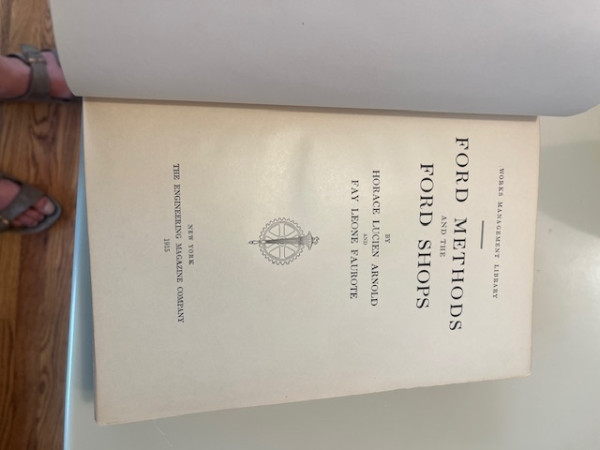 WORKS MANAGEMENT LIBRARY
FORD METHODS
AND THE
FORD SHOPS
BY
HORACE LUCIEN ARNOLD
AND
FAY LEONE FAUROTE
NEW YORK
THE ENGINEERING MAGAZINE COMPANY
1915